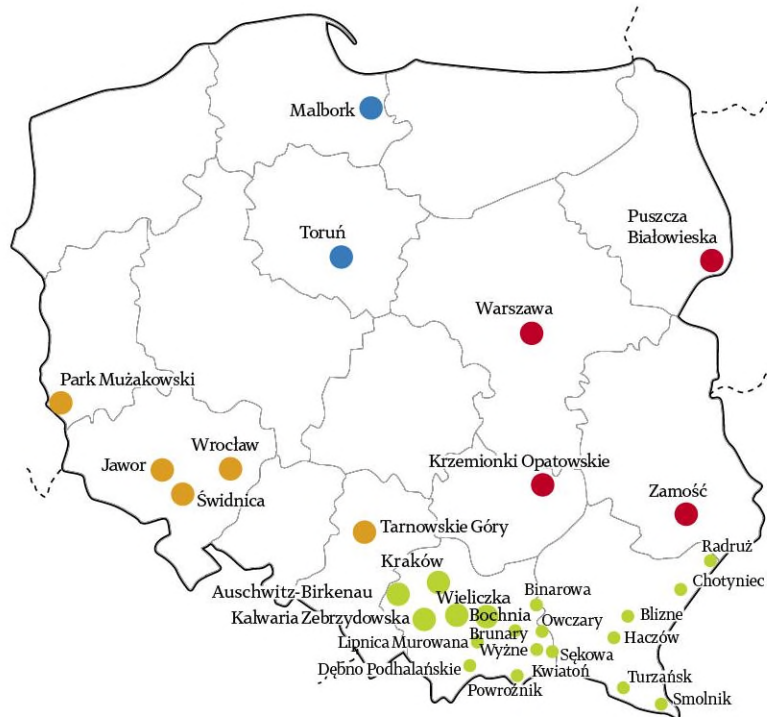 Malbork
Toruń
Puszcza
Białowieska
Warszawa
Park Mużakowski
Wrocław
Jawor
Świdnica
Krzemionki Opatowskie
Zamość
Tarnowskie Góry
Radruż
Kraków
Chotyniec
Auschwitz-Birkenau
Wieliczka
Binarowa
Kalwaria Zebrzydowska
Bochnia
Owczary
Blizne
Brunary
Wyżne
Haczów
Lipnica Murowana
Sękowa
Dębno Podhalańskie
Kwiatoń
Powroźnik
Turzańsk
Smolnik